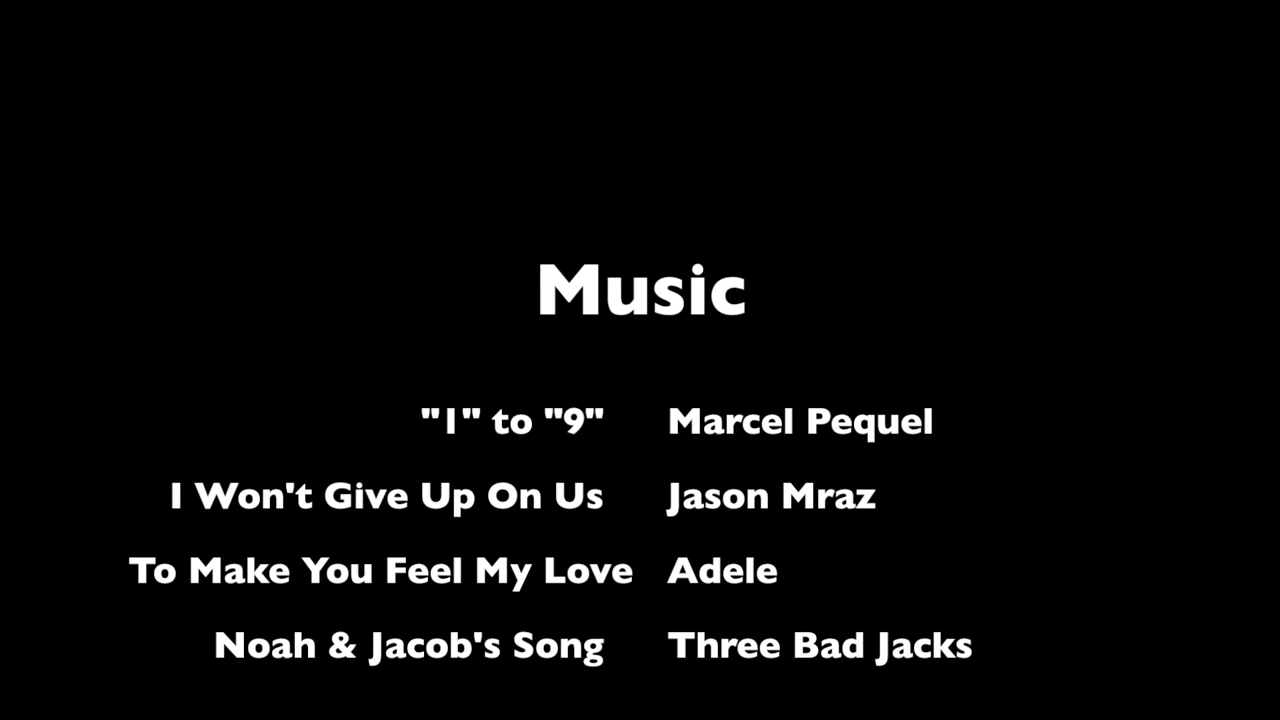 Music
"1" to "9" Marcel Pequel
I Won't Give Up On Us Jason Mraz
To Make You Feel My Love Adele
Noah & Jacob's Song Three Bad Jacks